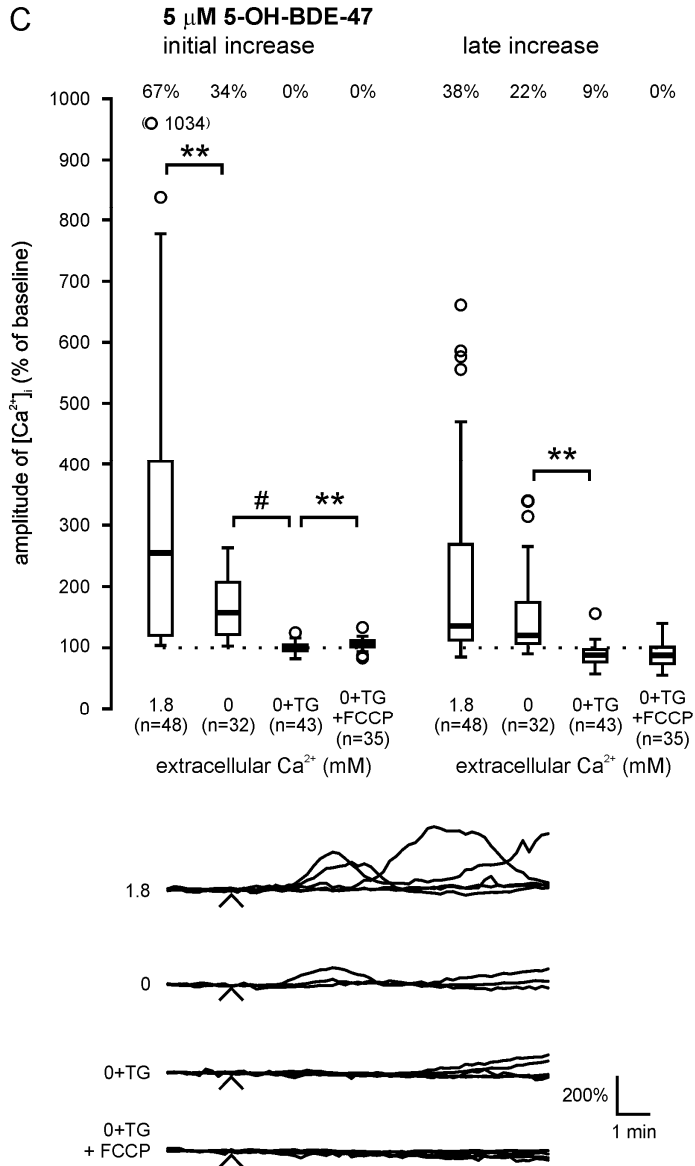 C
5 µM 5-OH-BDE-47
initial increase late increase
67% 34% 0% 0% 38% 22% 9% 0%
1000
(o 1034)
**
900
800
700
600
500
400
**
# **
300
200
100
0
amplitude of [Ca²⁺]ᵢ (% of baseline)
1.8 0 0+TG 0+TG 1.8 0 0+TG 0+TG
(n=48) (n=32) (n=43) +FCCP (n=48) (n=32) (n=43) +FCCP
(n=35) (n=35)
extracellular Ca²⁺ (mM) extracellular Ca²⁺ (mM)
1.8
0
0+TG
200%
1 min
0+TG
+ FCCP